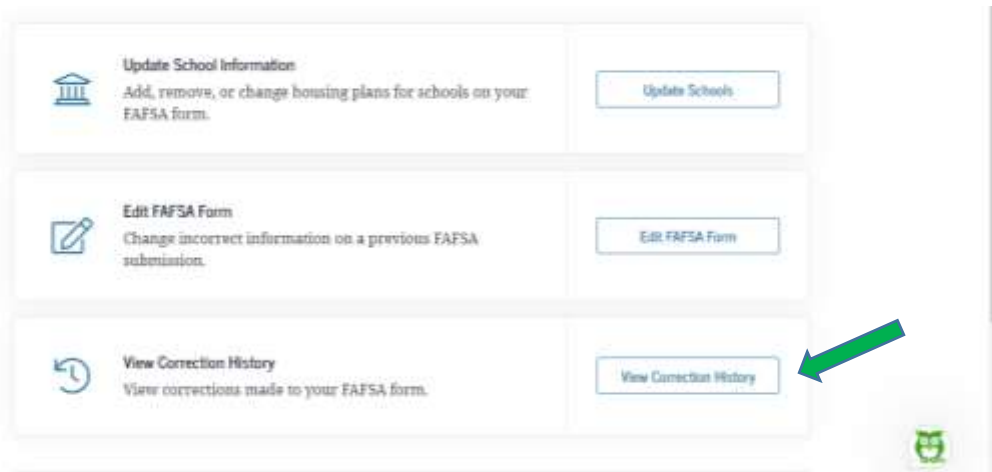 Update School Information
Add, remove, or change housing plans for schools on your
FAFSA form.
Update Schools
Edit FAFSA Form
Change incorrect information on a previous FAFSA
submission.
Edit FAFSA Form
View Correction History
View corrections made to your FAFSA form.
View Correction History